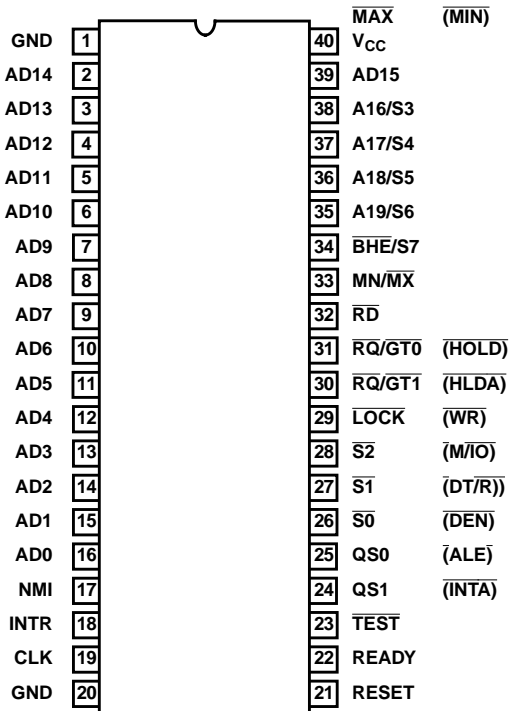 MAX (MIN)
GND 1 40 VCC
AD14 2 39 AD15
AD13 3 38 A16/S3
AD12 4 37 A17/S4
AD11 5 36 A18/S5
AD10 6 35 A19/S6
AD9 7 34 BHE/S7
AD8 8 33 MN/MX
AD7 9 32 RD
AD6 10 31 RQ/GT0 (HOLD)
AD5 11 30 RQ/GT1 (HLDA)
AD4 12 29 LOCK (WR)
AD3 13 28 S2 (M/IO)
AD2 14 27 S1 (DT/R))
AD1 15 26 S0 (DEN)
AD0 16 25 QS0 (ALE)
NMI 17 24 QS1 (INTA)
INTR 18 23 TEST
CLK 19 22 READY
GND 20 21 RESET